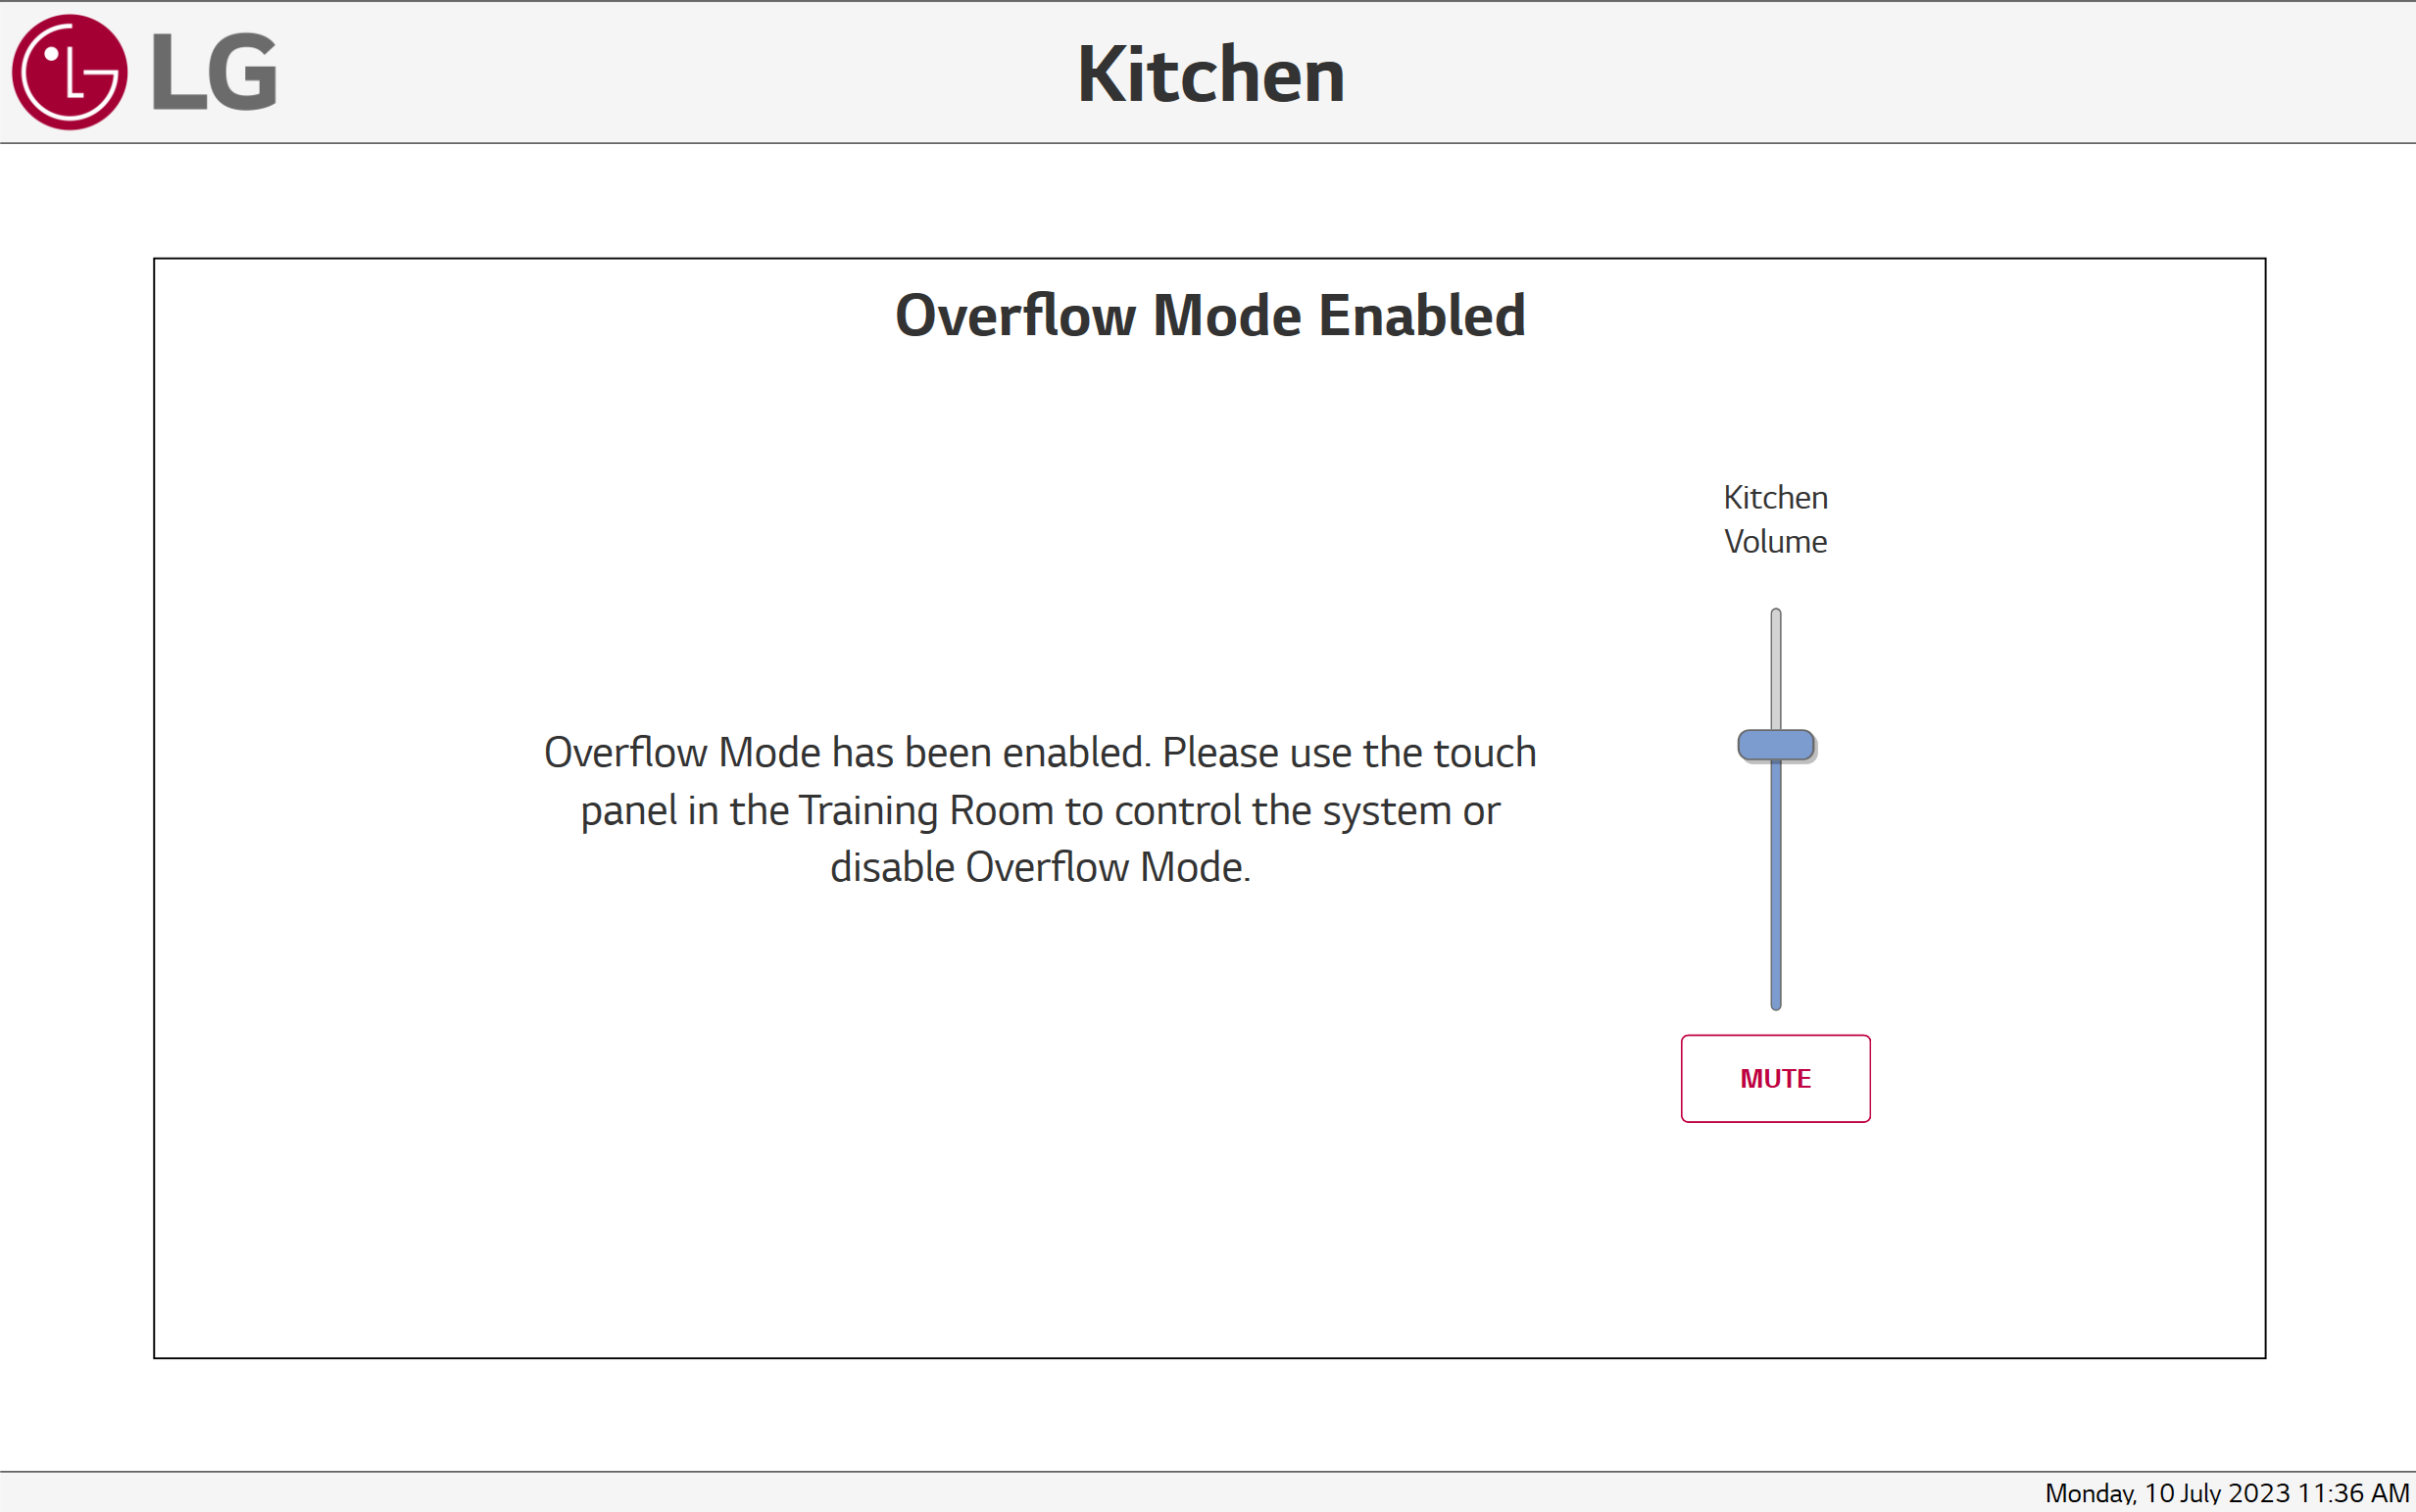 LG
Kitchen
Overflow Mode Enabled
Kitchen
Volume
Overflow Mode has been enabled. Please use the touch
panel in the Training Room to control the system or
disable Overflow Mode.
MUTE
Monday, 10 July 2023 11:36 AM